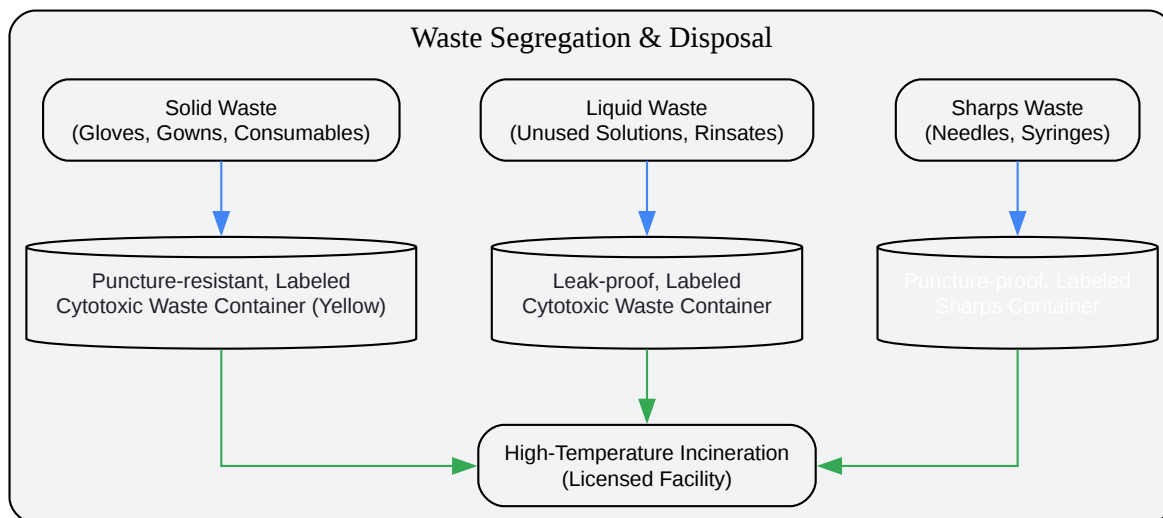 Waste Segregation & Disposal
Solid Waste
(Gloves, Gowns, Consumables)
Liquid Waste
(Unused Solutions, Rinsates)
Sharps Waste
(Needles, Syringes)
Puncture-resistant, Labeled
Cytotoxic Waste Container (Yellow)
Leak-proof, Labeled
Cytotoxic Waste Container
Puncture-proof, Labeled
Sharps Container
High-Temperature Incineration
(Licensed Facility)